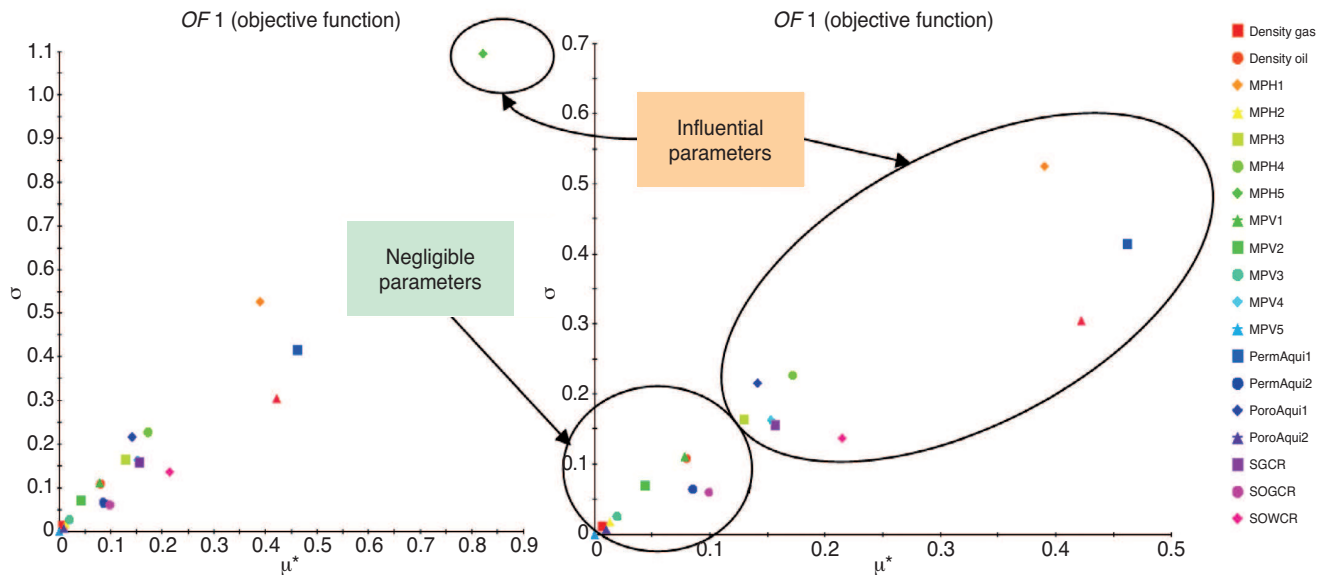 OF 1 (objective function)
1.1
1.0
0.9
0.8
0.7
0.6
0.5
0.4
0.3
0.2
0.1
0
σ
0 0.1 0.2 0.3 0.4 0.5 0.6 0.7 0.8 0.9
μ*
Influential
parameters
Negligible
parameters
OF 1 (objective function)
0.7
0.6
0.5
0.4
0.3
0.2
0.1
0
σ
0 0.1 0.2 0.3 0.4 0.5
μ*
Density gas
Density oil
MPH1
MPH2
MPH3
MPH4
MPH5
MPV1
MPV2
MPV3
MPV4
MPV5
PermAqui1
PermAqui2
PoroAqui1
PoroAqui2
SGCR
SOGCR
SOWCR